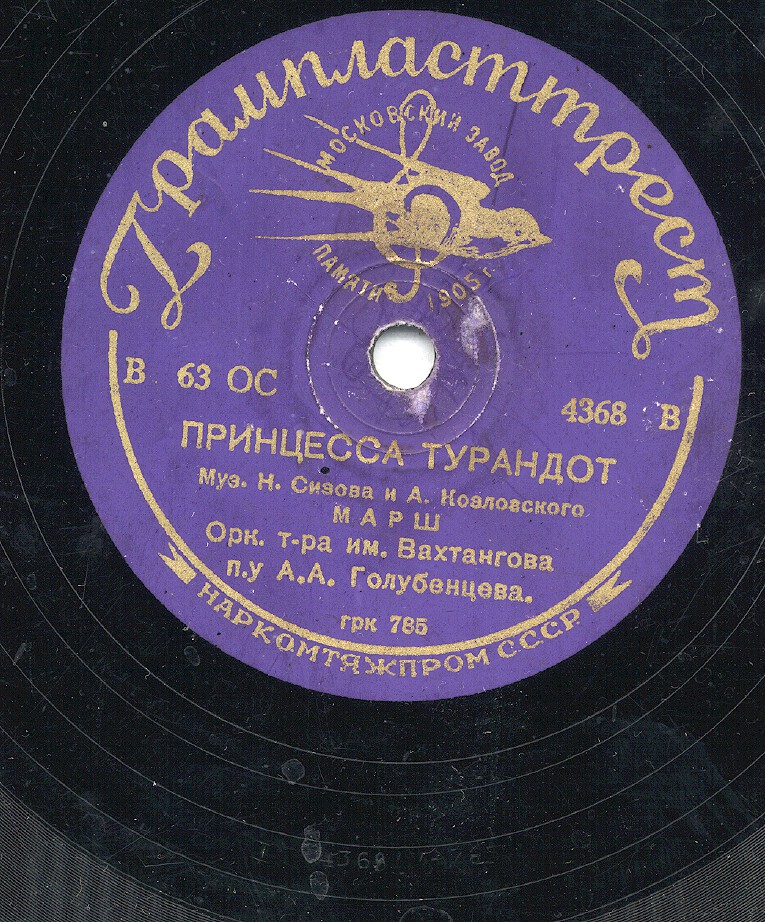 Грампласттрест
МОСКОВСКИЙ ЗАВОД
ПАМЯТИ 1905 г.
В 63 ОС
4368 В
ПРИНЦЕССА ТУРАНДОТ
Муз. Н. Сизова и А. Козловского
МАРШ
Орк. т-ра им. Вахтангова
п.у А.А. Голубенцева.
грк 785
НАРКОМТЯЖПРОМ СССР